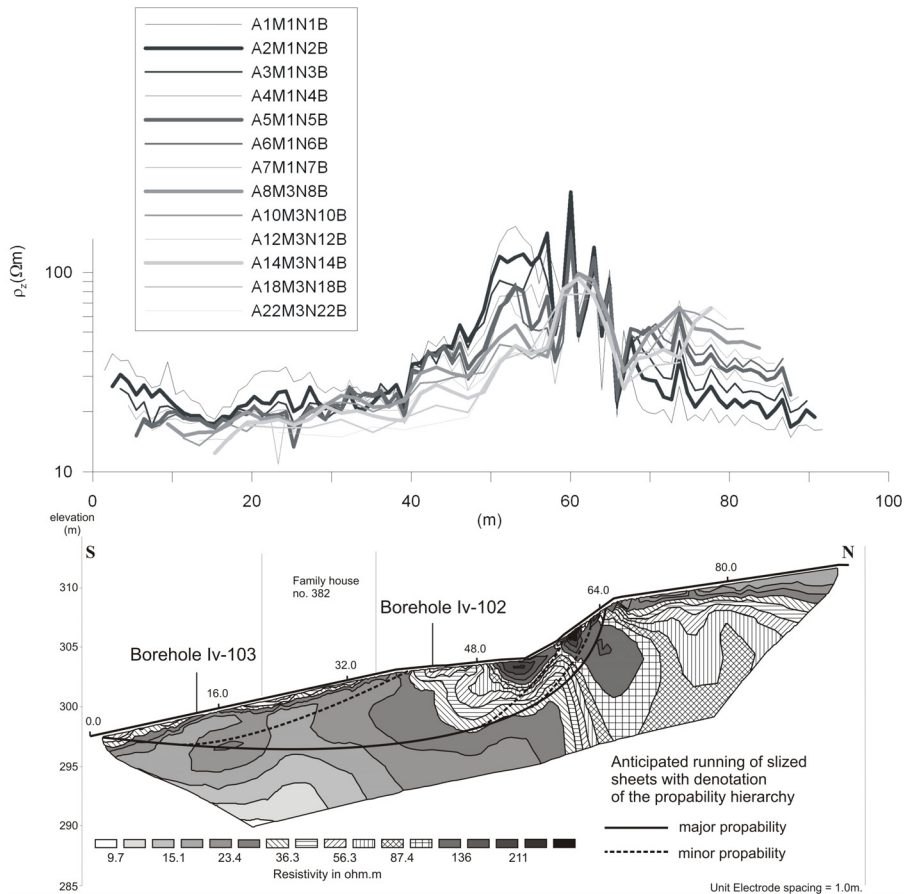 A1M1N1B
A2M1N2B
A3M1N3B
A4M1N4B
A5M1N5B
A6M1N6B
A7M1N7B
A8M3N8B
A10M3N10B
A12M3N12B
A14M3N14B
A18M3N18B
A22M3N22B
ρz(Ωm)
100
10
0 20 40 60 80 100
(m)
elevation
(m)
S N
310
305
300
295
290
285
Family house
no. 382
Borehole Iv-102
Borehole Iv-103
0.0 16.0 32.0 48.0 64.0 80.0
Anticipated running of slized
sheets with denotation
of the propability hierarchy
major propability
minor propability
9.7 15.1 23.4 36.3 56.3 87.4 136 211
Resistivity in ohm.m
Unit Electrode spacing = 1.0m.